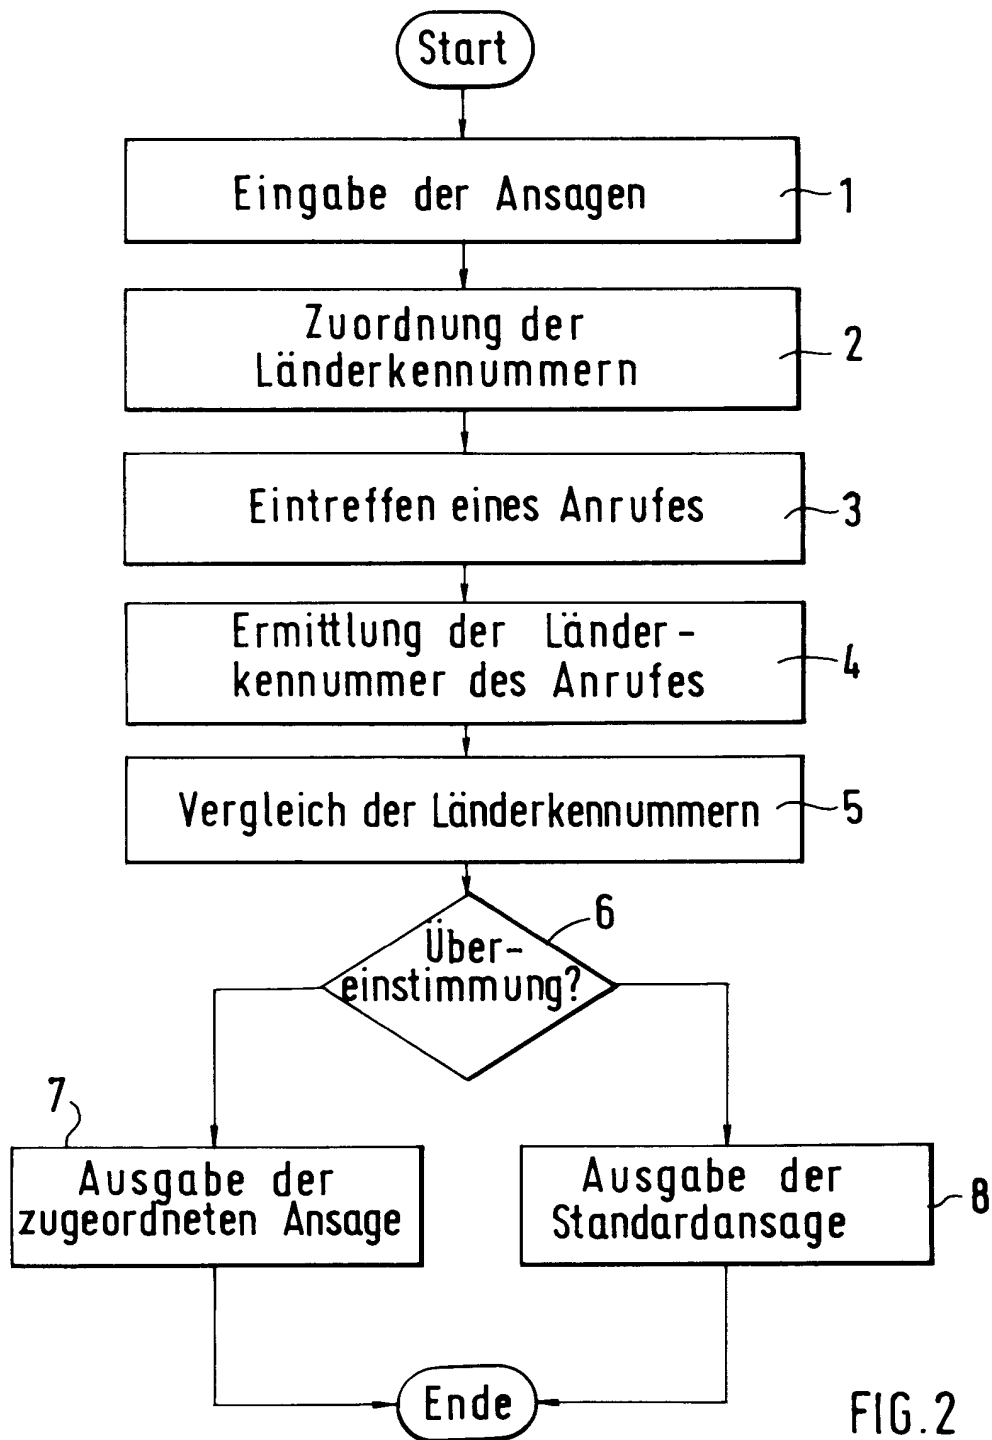 Start
Eingabe der Ansagen
1
Zuordnung der
Länderkennummern
2
Eintreffen eines Anrufes
3
Ermittlung der Länder-
kennummer des Anrufes
4
Vergleich der Länderkennummern
5
6
Über-
einstimmung?
7
Ausgabe der
zugeordneten Ansage
Ausgabe der
Standardansage
8
Ende
FIG.2